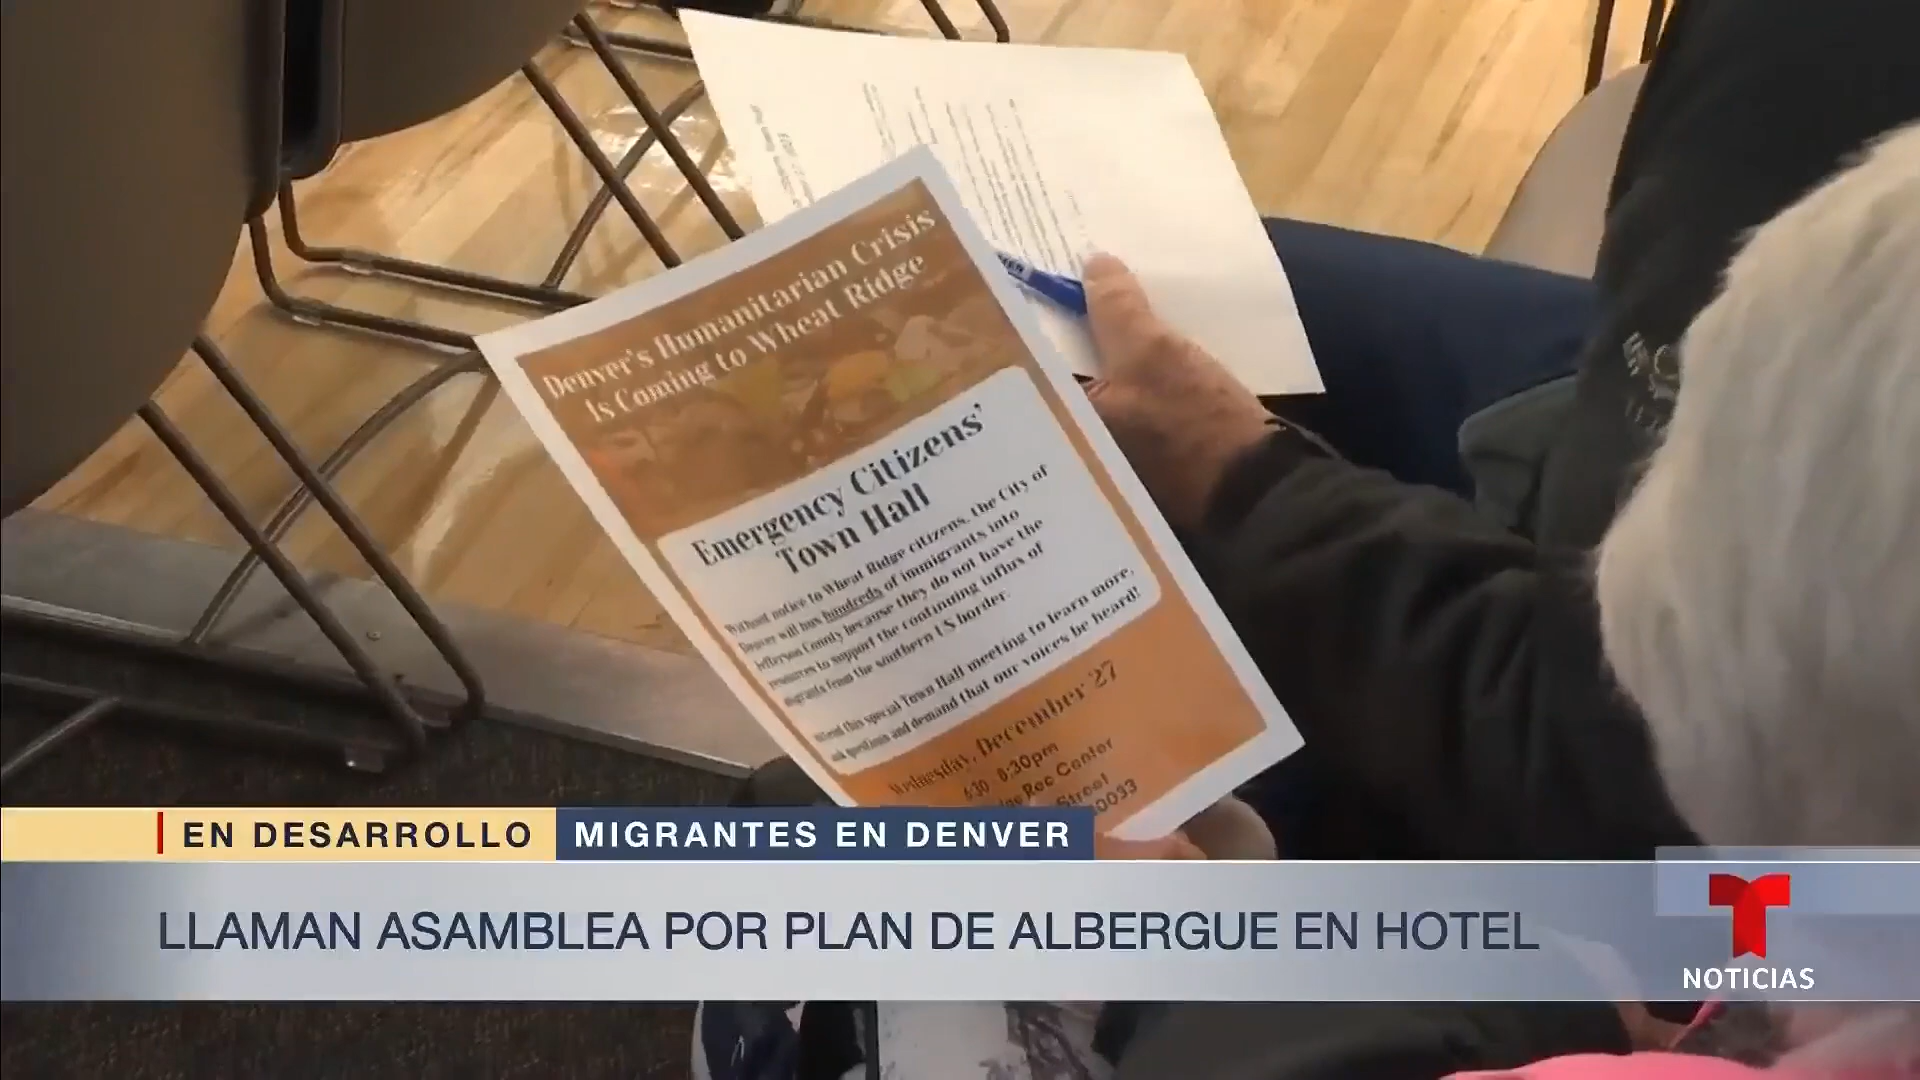 Denver's Humanitarian Crisis
Is Coming to Wheat Ridge
Emergency Citizens'
Town Hall
Without notice to Wheat Ridge citizens, the City of
Denver will bus hundreds of immigrants into
Jefferson County because they do not have the
resources to support the continuing influx of
migrants from the southern US border.
Attend this special Town Hall meeting to learn more,
ask questions and demand that our voices be heard!
Wednesday, December 27
6:30 8:30pm
Rec Center
Street
EN DESARROLLO
MIGRANTES EN DENVER
LLAMAN ASAMBLEA POR PLAN DE ALBERGUE EN HOTEL
NOTICIAS